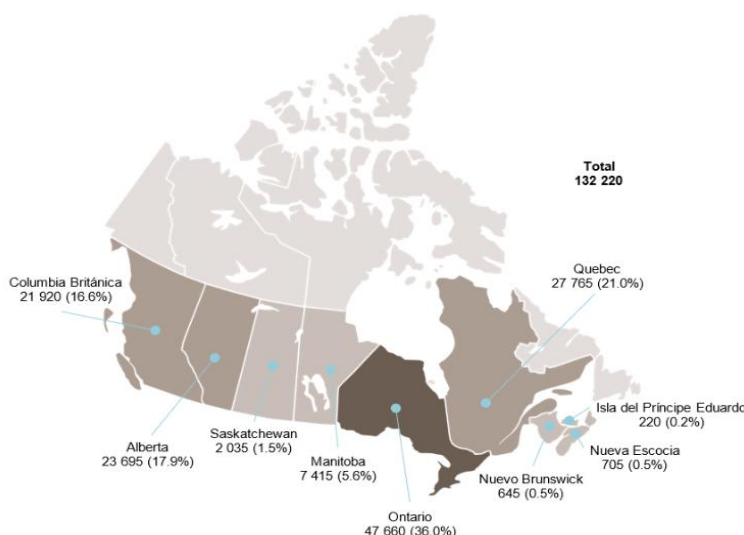 Total
132 220
Quebec
27 765 (21.0%)
Columbia Británica
21 920 (16.6%)
Isla del Príncipe Eduardo
220 (0.2%)
Saskatchewan
2 035 (1.5%)
Alberta
23 695 (17.9%)
Manitoba
7 415 (5.6%)
Nueva Escocia
705 (0.5%)
Nuevo Brunswick
645 (0.5%)
Ontario
47 660 (36.0%)